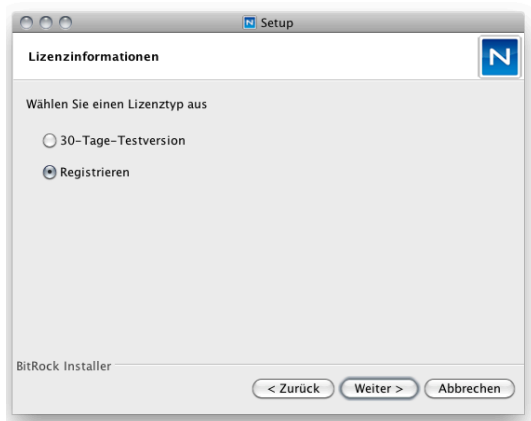 Setup
Lizenzinformationen
N
Wählen Sie einen Lizenztyp aus
30-Tage-Testversion
Registrieren
BitRock Installer
< Zurück Weiter > Abbrechen